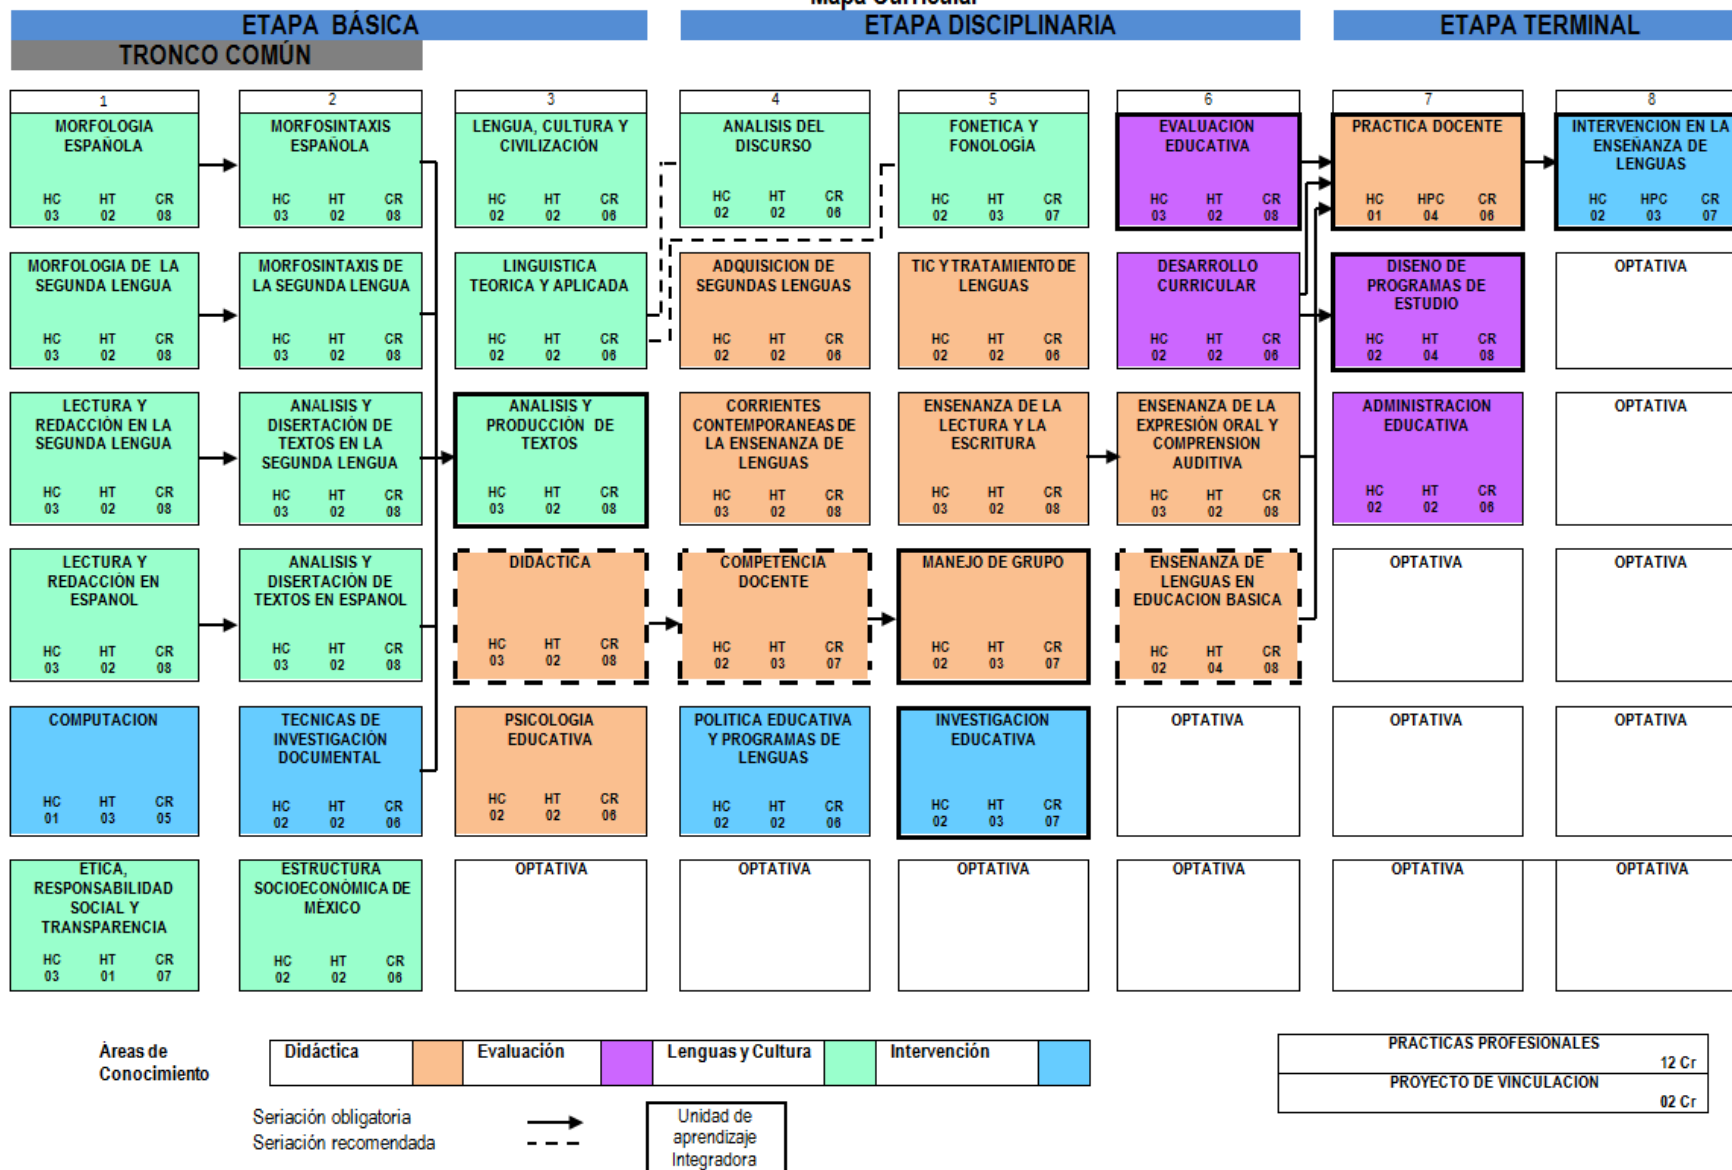 Mapa Curricular
ETAPA BÁSICA
ETAPA DISCIPLINARIA
ETAPA TERMINAL
TRONCO COMÚN
1
2
3
4
5
6
7
8
MORFOLOGIA
ESPAÑOLA
HC HT CR
03 02 08
MORFOSINTAXIS
ESPAÑOLA
HC HT CR
03 02 08
LENGUA, CULTURA Y
CIVILIZACIÓN
HC HT CR
02 02 06
ANALISIS DEL
DISCURSO
HC HT CR
02 02 06
FONETICA Y
FONOLOGÍA
HC HT CR
02 03 07
EVALUACION
EDUCATIVA
HC HT CR
03 02 08
PRACTICA DOCENTE
HC HPC CR
01 04 06
INTERVENCION EN LA
ENSEÑANZA DE
LENGUAS
HC HPC CR
02 03 07
MORFOLOGIA DE LA
SEGUNDA LENGUA
HC HT CR
03 02 08
MORFOSINTAXIS DE
LA SEGUNDA LENGUA
HC HT CR
03 02 08
LINGUISTICA
TEORICA Y APLICADA
HC HT CR
02 02 06
ADQUISICION DE
SEGUNDAS LENGUAS
HC HT CR
02 02 06
TIC Y TRATAMIENTO DE
LENGUAS
HC HT CR
02 02 06
DESARROLLO
CURRICULAR
HC HT CR
02 02 06
DISENO DE
PROGRAMAS DE
ESTUDIO
HC HT CR
02 04 08
OPTATIVA
LECTURA Y
REDACCIÓN EN LA
SEGUNDA LENGUA
HC HT CR
03 02 08
ANALISIS Y
DISERTACIÓN DE
TEXTOS EN LA
SEGUNDA LENGUA
HC HT CR
03 02 08
ANALISIS Y
PRODUCCIÓN DE
TEXTOS
HC HT CR
03 02 08
CORRIENTES
CONTEMPORANEAS DE
LA ENSENANZA DE
LENGUAS
HC HT CR
03 02 08
ENSENANZA DE LA
LECTURA Y LA
ESCRITURA
HC HT CR
03 02 08
ENSENANZA DE LA
EXPRESIÓN ORAL Y
COMPRENSION
AUDITIVA
HC HT CR
03 02 08
ADMINISTRACION
EDUCATIVA
HC HT CR
02 02 06
OPTATIVA
LECTURA Y
REDACCIÓN EN
ESPANOL
HC HT CR
03 02 08
ANALISIS Y
DISERTACIÓN DE
TEXTOS EN ESPANOL
HC HT CR
03 02 08
DIDACTICA
HC HT CR
03 02 08
COMPETENCIA
DOCENTE
HC HT CR
02 03 07
MANEJO DE GRUPO
HC HT CR
02 03 07
ENSENANZA DE
LENGUAS EN
EDUCACION BASICA
HC HT CR
02 04 08
OPTATIVA
OPTATIVA
COMPUTACION
HC HT CR
01 03 05
TECNICAS DE
INVESTIGACIÓN
DOCUMENTAL
HC HT CR
02 02 06
PSICOLOGIA
EDUCATIVA
HC HT CR
02 02 06
POLITICA EDUCATIVA
Y PROGRAMAS DE
LENGUAS
HC HT CR
02 02 06
INVESTIGACION
EDUCATIVA
HC HT CR
02 03 07
OPTATIVA
OPTATIVA
OPTATIVA
ETICA,
RESPONSABILIDAD
SOCIAL Y
TRANSPARENCIA
HC HT CR
03 01 07
ESTRUCTURA
SOCIOECONÓMICA DE
MÉXICO
HC HT CR
02 02 06
OPTATIVA
OPTATIVA
OPTATIVA
OPTATIVA
OPTATIVA
OPTATIVA
Áreas de
Conocimiento
Didáctica
Evaluación
Lenguas y Cultura
Intervención
PRACTICAS PROFESIONALES
12 Cr
PROYECTO DE VINCULACION
02 Cr
Seriación obligatoria
Seriación recomendada
Unidad de
aprendizaje
Integradora